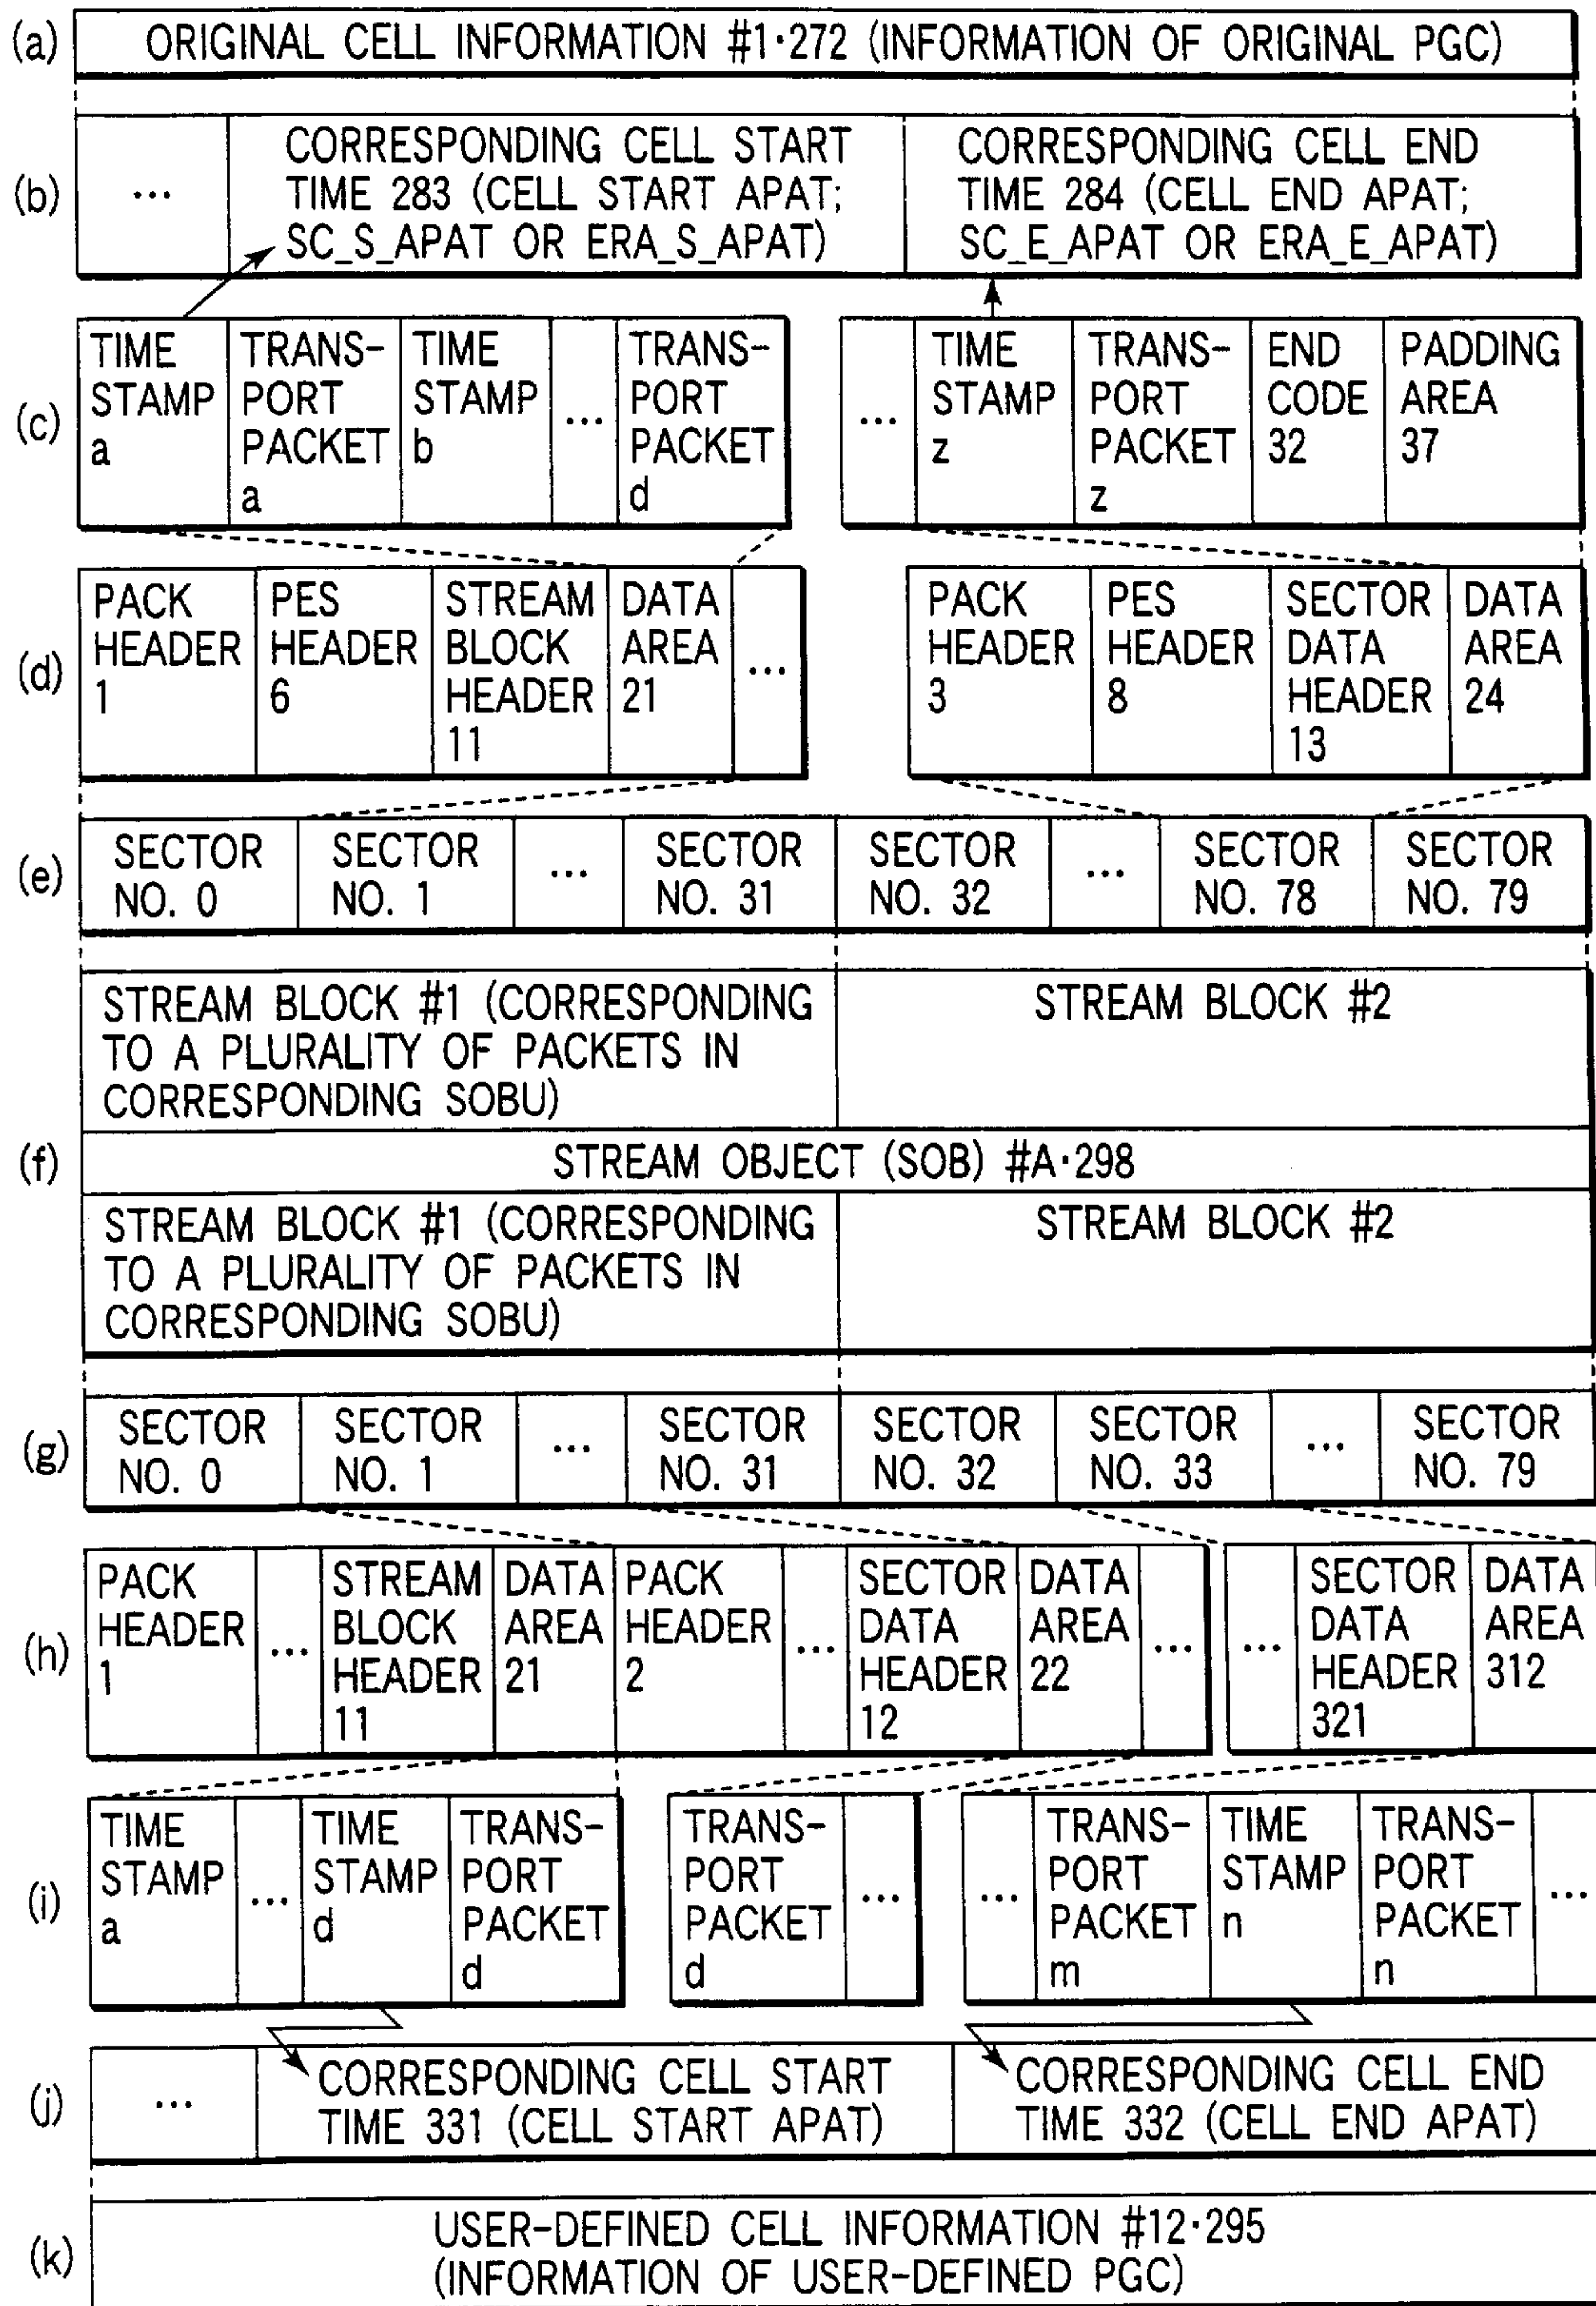 (a) ORIGINAL CELL INFORMATION #1·272 (INFORMATION OF ORIGINAL PGC)
(b)
...
CORRESPONDING CELL START
TIME 283 (CELL START APAT;
SC_S_APAT OR ERA_S_APAT)
CORRESPONDING CELL END
TIME 284 (CELL END APAT;
SC_E_APAT OR ERA_E_APAT)
(c)
TIME
STAMP
a
TRANS-
PORT
PACKET
a
TIME
STAMP
b
...
TRANS-
PORT
PACKET
d
...
TIME
STAMP
z
TRANS-
PORT
PACKET
z
END
CODE
32
PADDING
AREA
37
(d)
PACK
HEADER
1
PES
HEADER
6
STREAM
BLOCK
HEADER
11
DATA
AREA
21
...
PACK
HEADER
3
PES
HEADER
8
SECTOR
DATA
HEADER
13
DATA
AREA
24
(e)
SECTOR
NO. 0
SECTOR
NO. 1
...
SECTOR
NO. 31
SECTOR
NO. 32
...
SECTOR
NO. 78
SECTOR
NO. 79
(f)
STREAM BLOCK #1 (CORRESPONDING
TO A PLURALITY OF PACKETS IN
CORRESPONDING SOBU)
STREAM BLOCK #2
STREAM OBJECT (SOB) #A·298
STREAM BLOCK #1 (CORRESPONDING
TO A PLURALITY OF PACKETS IN
CORRESPONDING SOBU)
STREAM BLOCK #2
(g)
SECTOR
NO. 0
SECTOR
NO. 1
...
SECTOR
NO. 31
SECTOR
NO. 32
SECTOR
NO. 33
...
SECTOR
NO. 79
(h)
PACK
HEADER
1
...
STREAM
BLOCK
HEADER
11
DATA
AREA
21
PACK
HEADER
2
...
SECTOR
DATA
HEADER
12
DATA
AREA
22
...
...
SECTOR
DATA
HEADER
321
DATA
AREA
312
(i)
TIME
STAMP
a
...
TIME
STAMP
d
TRANS-
PORT
PACKET
d
TRANS-
PORT
PACKET
d
...
...
TRANS-
PORT
PACKET
m
TIME
STAMP
n
TRANS-
PORT
PACKET
n
...
(j)
...
CORRESPONDING CELL START
TIME 331 (CELL START APAT)
CORRESPONDING CELL END
TIME 332 (CELL END APAT)
(k)
USER-DEFINED CELL INFORMATION #12·295
(INFORMATION OF USER-DEFINED PGC)